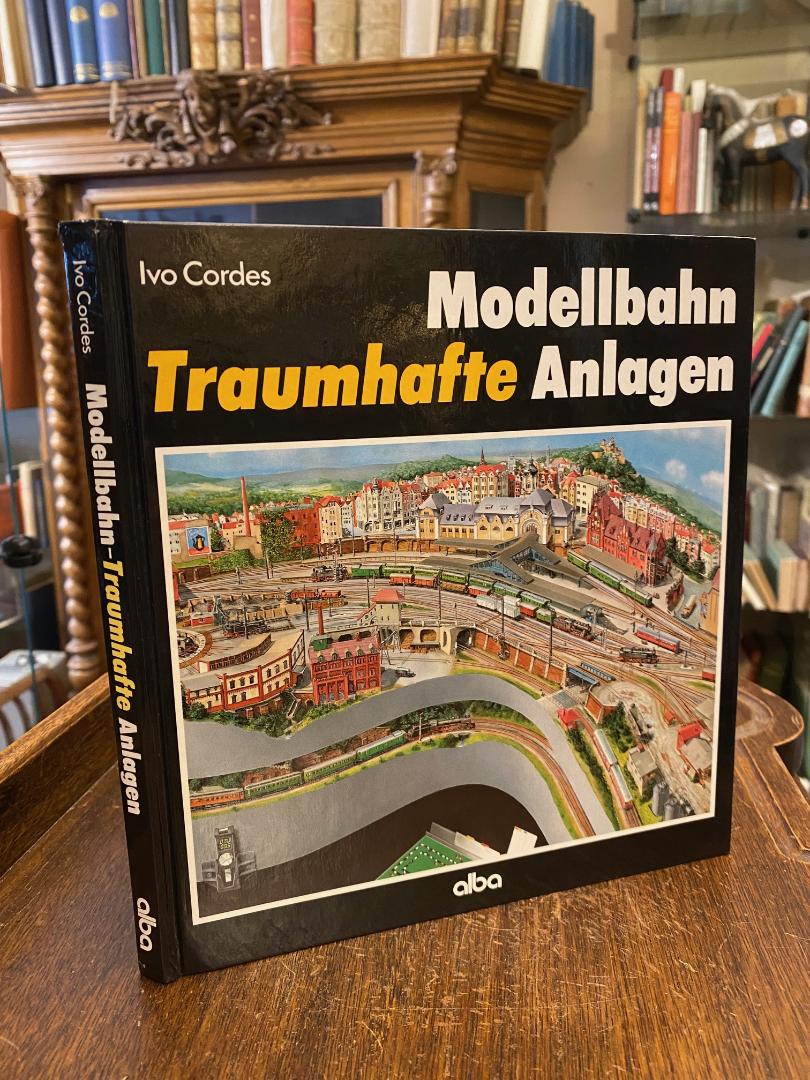 Ivo Cordes
Modellbahn
Traumhafte Anlagen
alba
Ivo Cordes
Modellbahn-Traumhafte Anlagen
alba